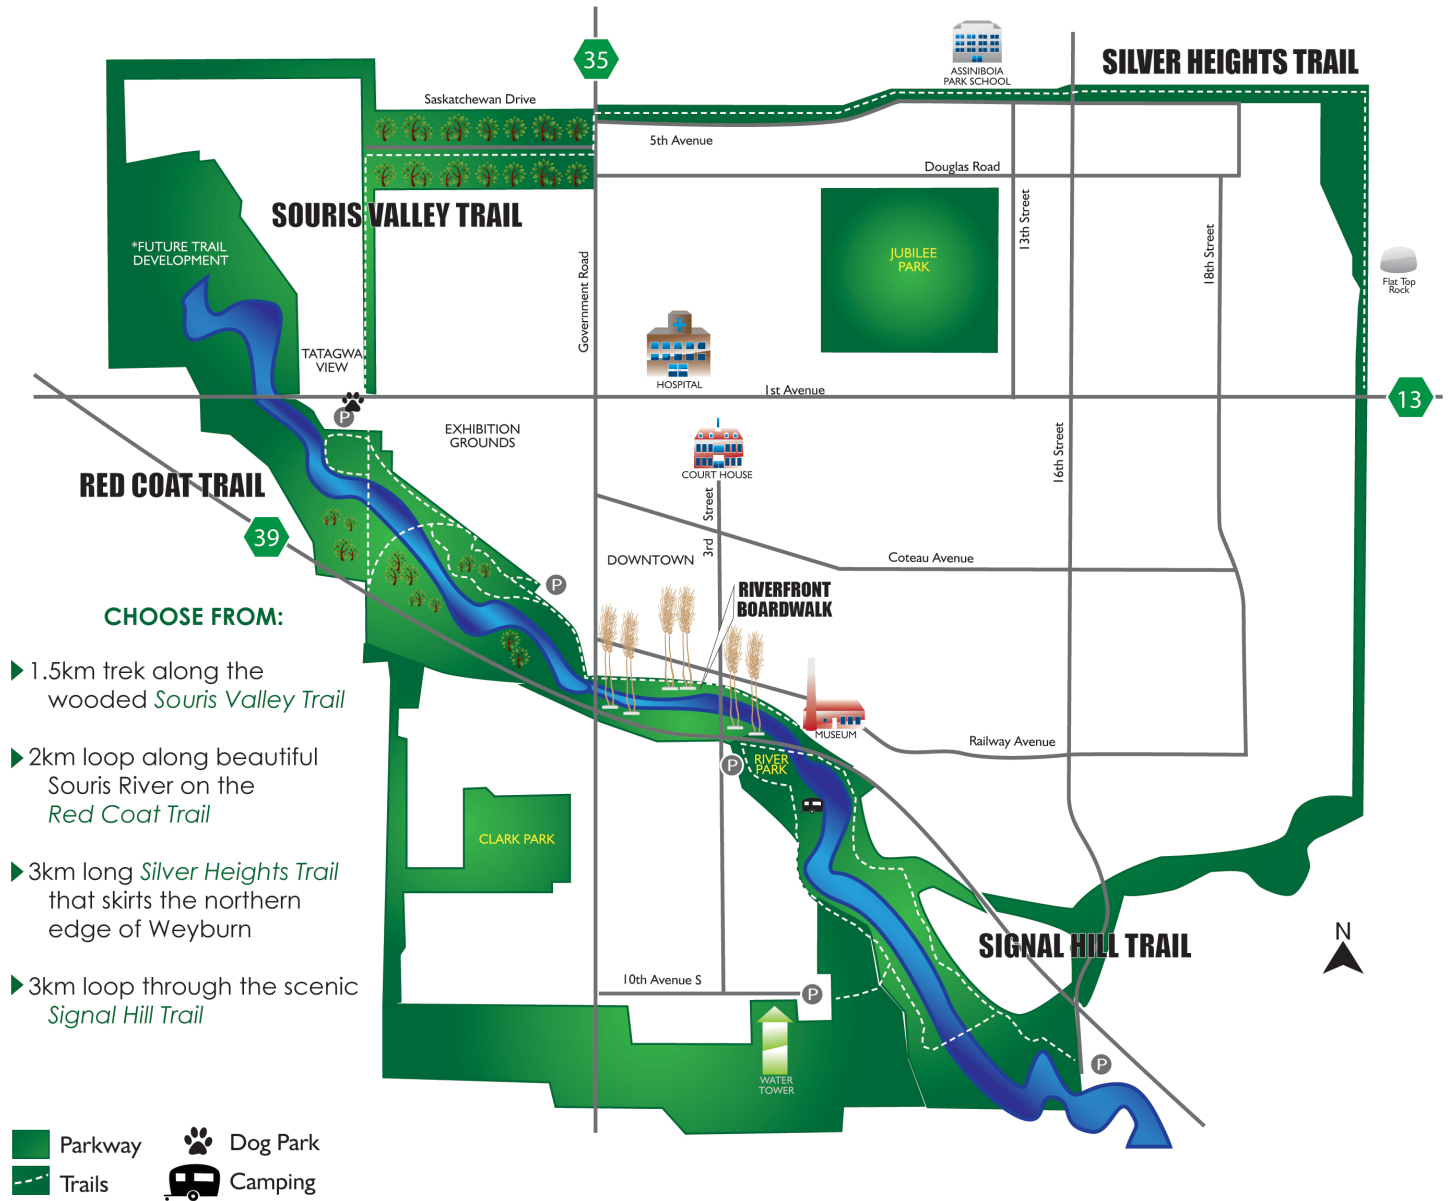 35
ASSINIBOIA
PARK SCHOOL
SILVER HEIGHTS TRAIL
Saskatchewan Drive
5th Avenue
Douglas Road
SOURIS VALLEY TRAIL
13th Street
18th Street
*FUTURE TRAIL
DEVELOPMENT
JUBILEE
PARK
Government Road
Flat Top
Rock
TATAGWA
VIEW
HOSPITAL
1st Avenue
13
P
EXHIBITION
GROUNDS
16th Street
COURT HOUSE
RED COAT TRAIL
3rd Street
39
DOWNTOWN
Coteau Avenue
P
RIVERFRONT
BOARDWALK
CHOOSE FROM:
1.5km trek along the
wooded Souris Valley Trail
2km loop along beautiful
Souris River on the
Red Coat Trail
3km long Silver Heights Trail
that skirts the northern
edge of Weyburn
3km loop through the scenic
Signal Hill Trail
MUSEUM
Railway Avenue
P
RIVER
PARK
CLARK PARK
SIGNAL HILL TRAIL
N
10th Avenue S
P
P
WATER
TOWER
Parkway
Dog Park
Trails
Camping